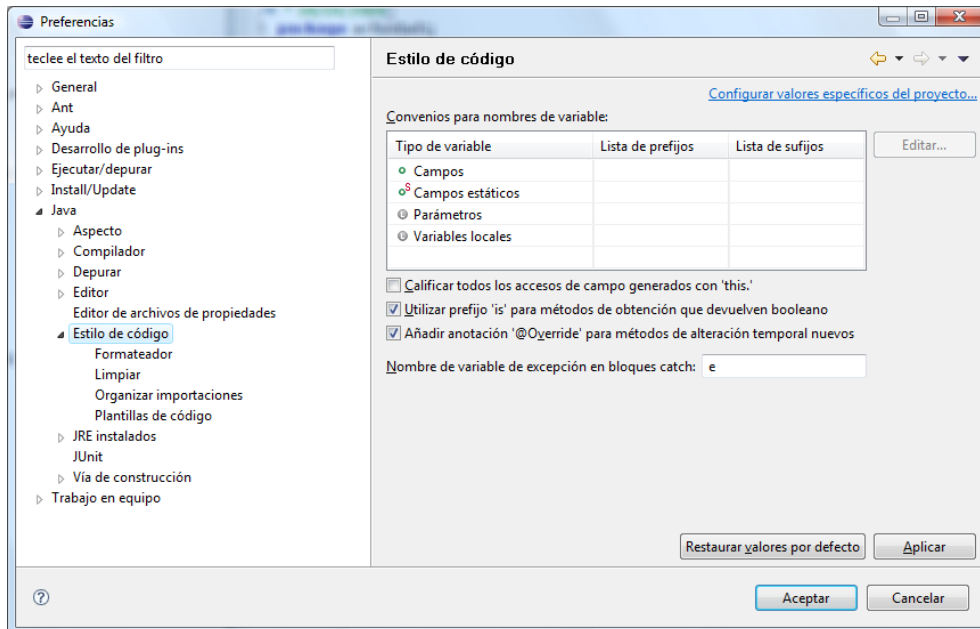 Preferencias
package
teclee el texto del filtro
General
Ant
Ayuda
Desarrollo de plug-ins
Ejecutar/depurar
Install/Update
Java
Aspecto
Compilador
Depurar
Editor
Editor de archivos de propiedades
Estilo de código
Formateador
Limpiar
Organizar importaciones
Plantillas de código
JRE instalados
JUnit
Vía de construcción
Trabajo en equipo
Estilo de código
Configurar valores específicos del proyecto...
Convenios para nombres de variable:
Tipo de variable Lista de prefijos Lista de sufijos
Campos
Campos estáticos
Parámetros
Variables locales
Editar...
Calificar todos los accesos de campo generados con 'this.'
Utilizar prefijo 'is' para métodos de obtención que devuelven booleano
Añadir anotación '@Override' para métodos de alteración temporal nuevos
Nombre de variable de excepción en bloques catch: e
Restaurar valores por defecto Aplicar
Aceptar Cancelar